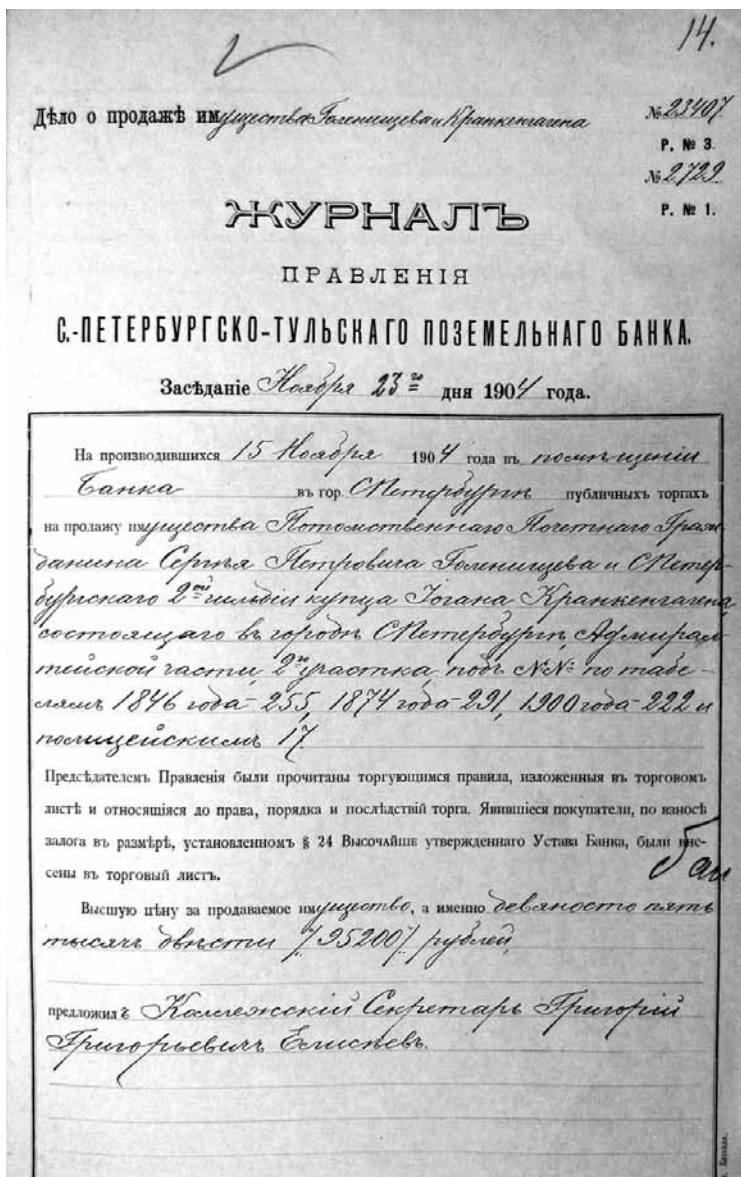 14.
Дѣло о продажѣ имущества Голенищева и Кранкенгагена
№ 23407
Р. № 3.
№ 2729
Р. № 1.
ЖУРНАЛЪ
ПРАВЛЕНІЯ
С.-ПЕТЕРБУРГСКО-ТУЛЬСКАГО ПОЗЕМЕЛЬНАГО БАНКА.
Засѣданіе Ноября 23го дня 1904 года.
На производившихся 15 Ноября 1904 года въ помѣщеніи
Банка въ гор. СПетербургѣ публичныхъ торгахъ
на продажу имущества Потомственнаго Почетнаго Граж-
данина Сергѣя Петровича Голенищева и СПетер-
бургскаго 2ой гильдіи купца Іогана Кранкенгагена,
состоящаго въ городѣ СПетербургѣ, Адмирал-
тейской части, 2го участка подъ №№ по табе-
лямъ 1846 года - 255, 1874 года - 291, 1900 года - 222 и
полицейскимъ 17.
Предсѣдателемъ Правленія были прочитаны торгующимся правила, изложенныя въ торговомъ
листѣ и относящіяся до права, порядка и послѣдствій торга. Явившіеся покупатели, по взносѣ
залога въ размѣрѣ, установленномъ § 24 Высочайше утвержденнаго Устава Банка, были вне-
сены въ торговый листъ.
Высшую цѣну за продаваемое имущество, а именно девяносто пять
тысячъ двѣсти /95200/ рублей,
предложилъ Коллежскій Секретарь Григорій
Григорьевичъ Елисѣевъ.